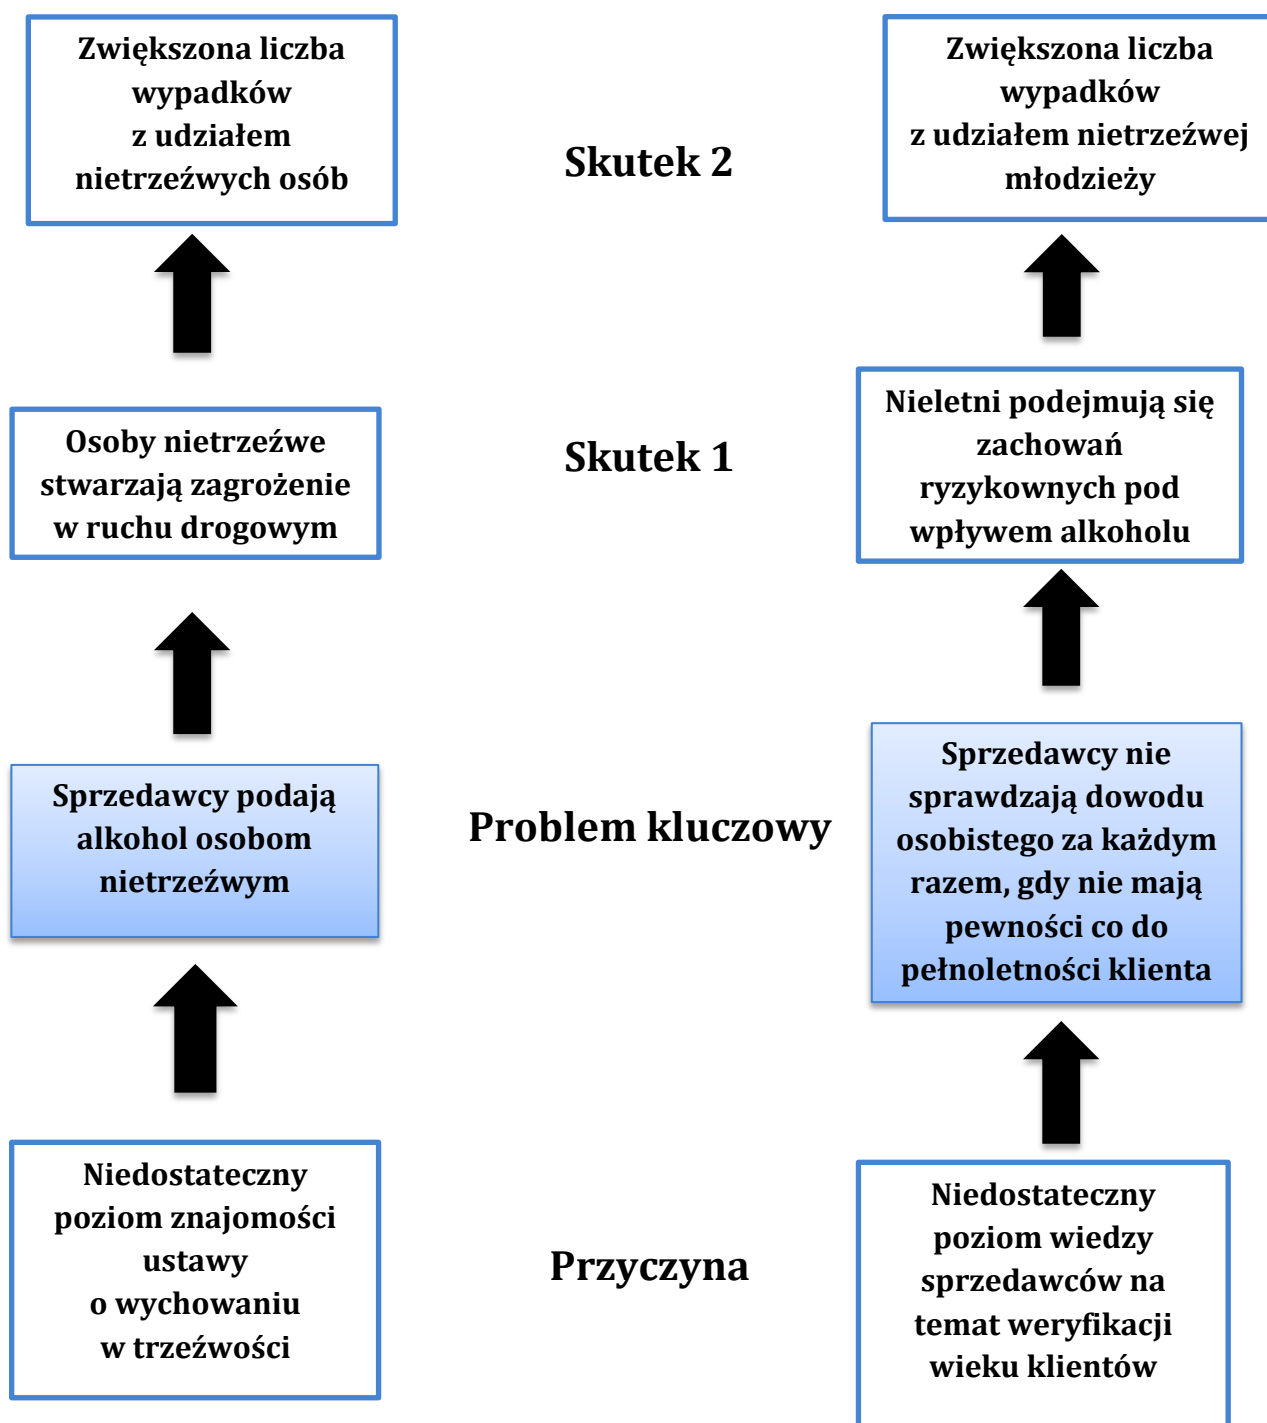 Zwiększona liczba
wypadków
z udziałem
nietrzeźwych osób
Skutek 2
Zwiększona liczba
wypadków
z udziałem nietrzeźwej
młodzieży
Osoby nietrzeźwe
stwarzają zagrożenie
w ruchu drogowym
Skutek 1
Nieletni podejmują się
zachowań
ryzykownych pod
wpływem alkoholu
Sprzedawcy podają
alkohol osobom
nietrzeźwym
Problem kluczowy
Sprzedawcy nie
sprawdzają dowodu
osobistego za każdym
razem, gdy nie mają
pewności co do
pełnoletności klienta
Niedostateczny
poziom znajomości
ustawy
o wychowaniu
w trzeźwości
Przyczyna
Niedostateczny
poziom wiedzy
sprzedawców na
temat weryfikacji
wieku klientów